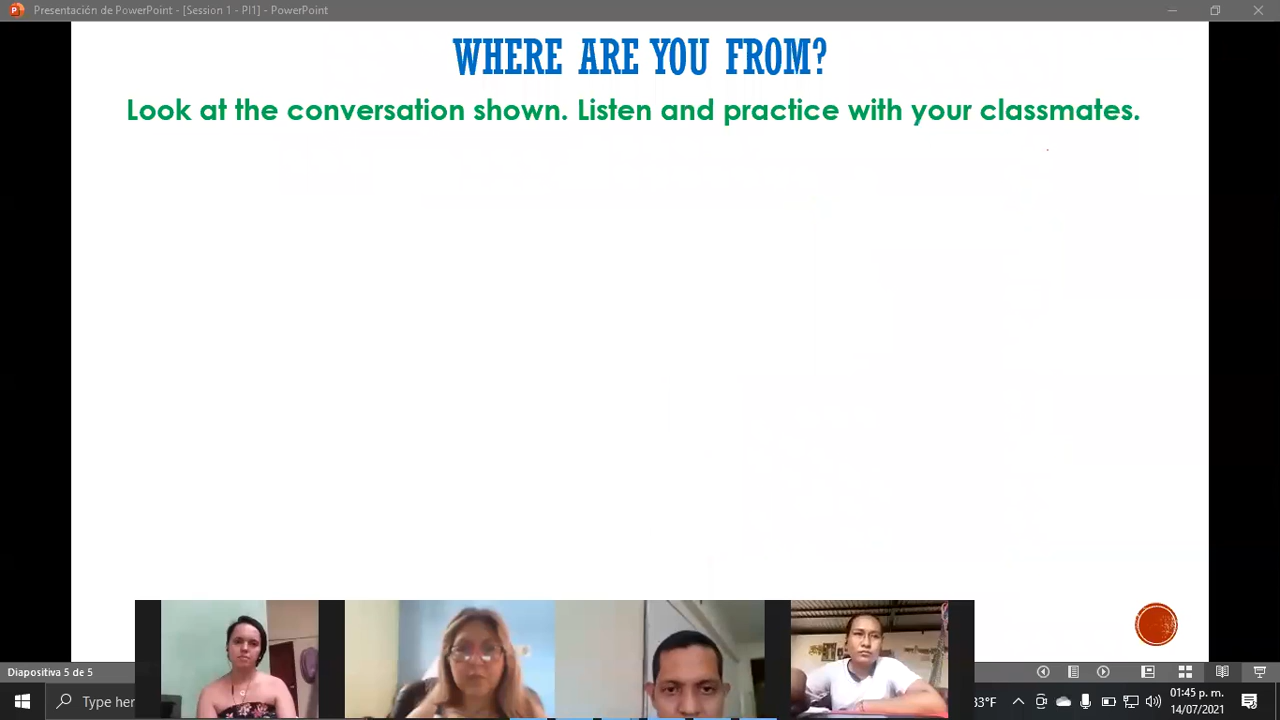 Presentación de PowerPoint - [Session 1 - PI1] - PowerPoint
WHERE ARE YOU FROM?
Look at the conversation shown. Listen and practice with your classmates.
Diapositiva 5 de 5
Type her
01:45 p. m.
14/07/2021